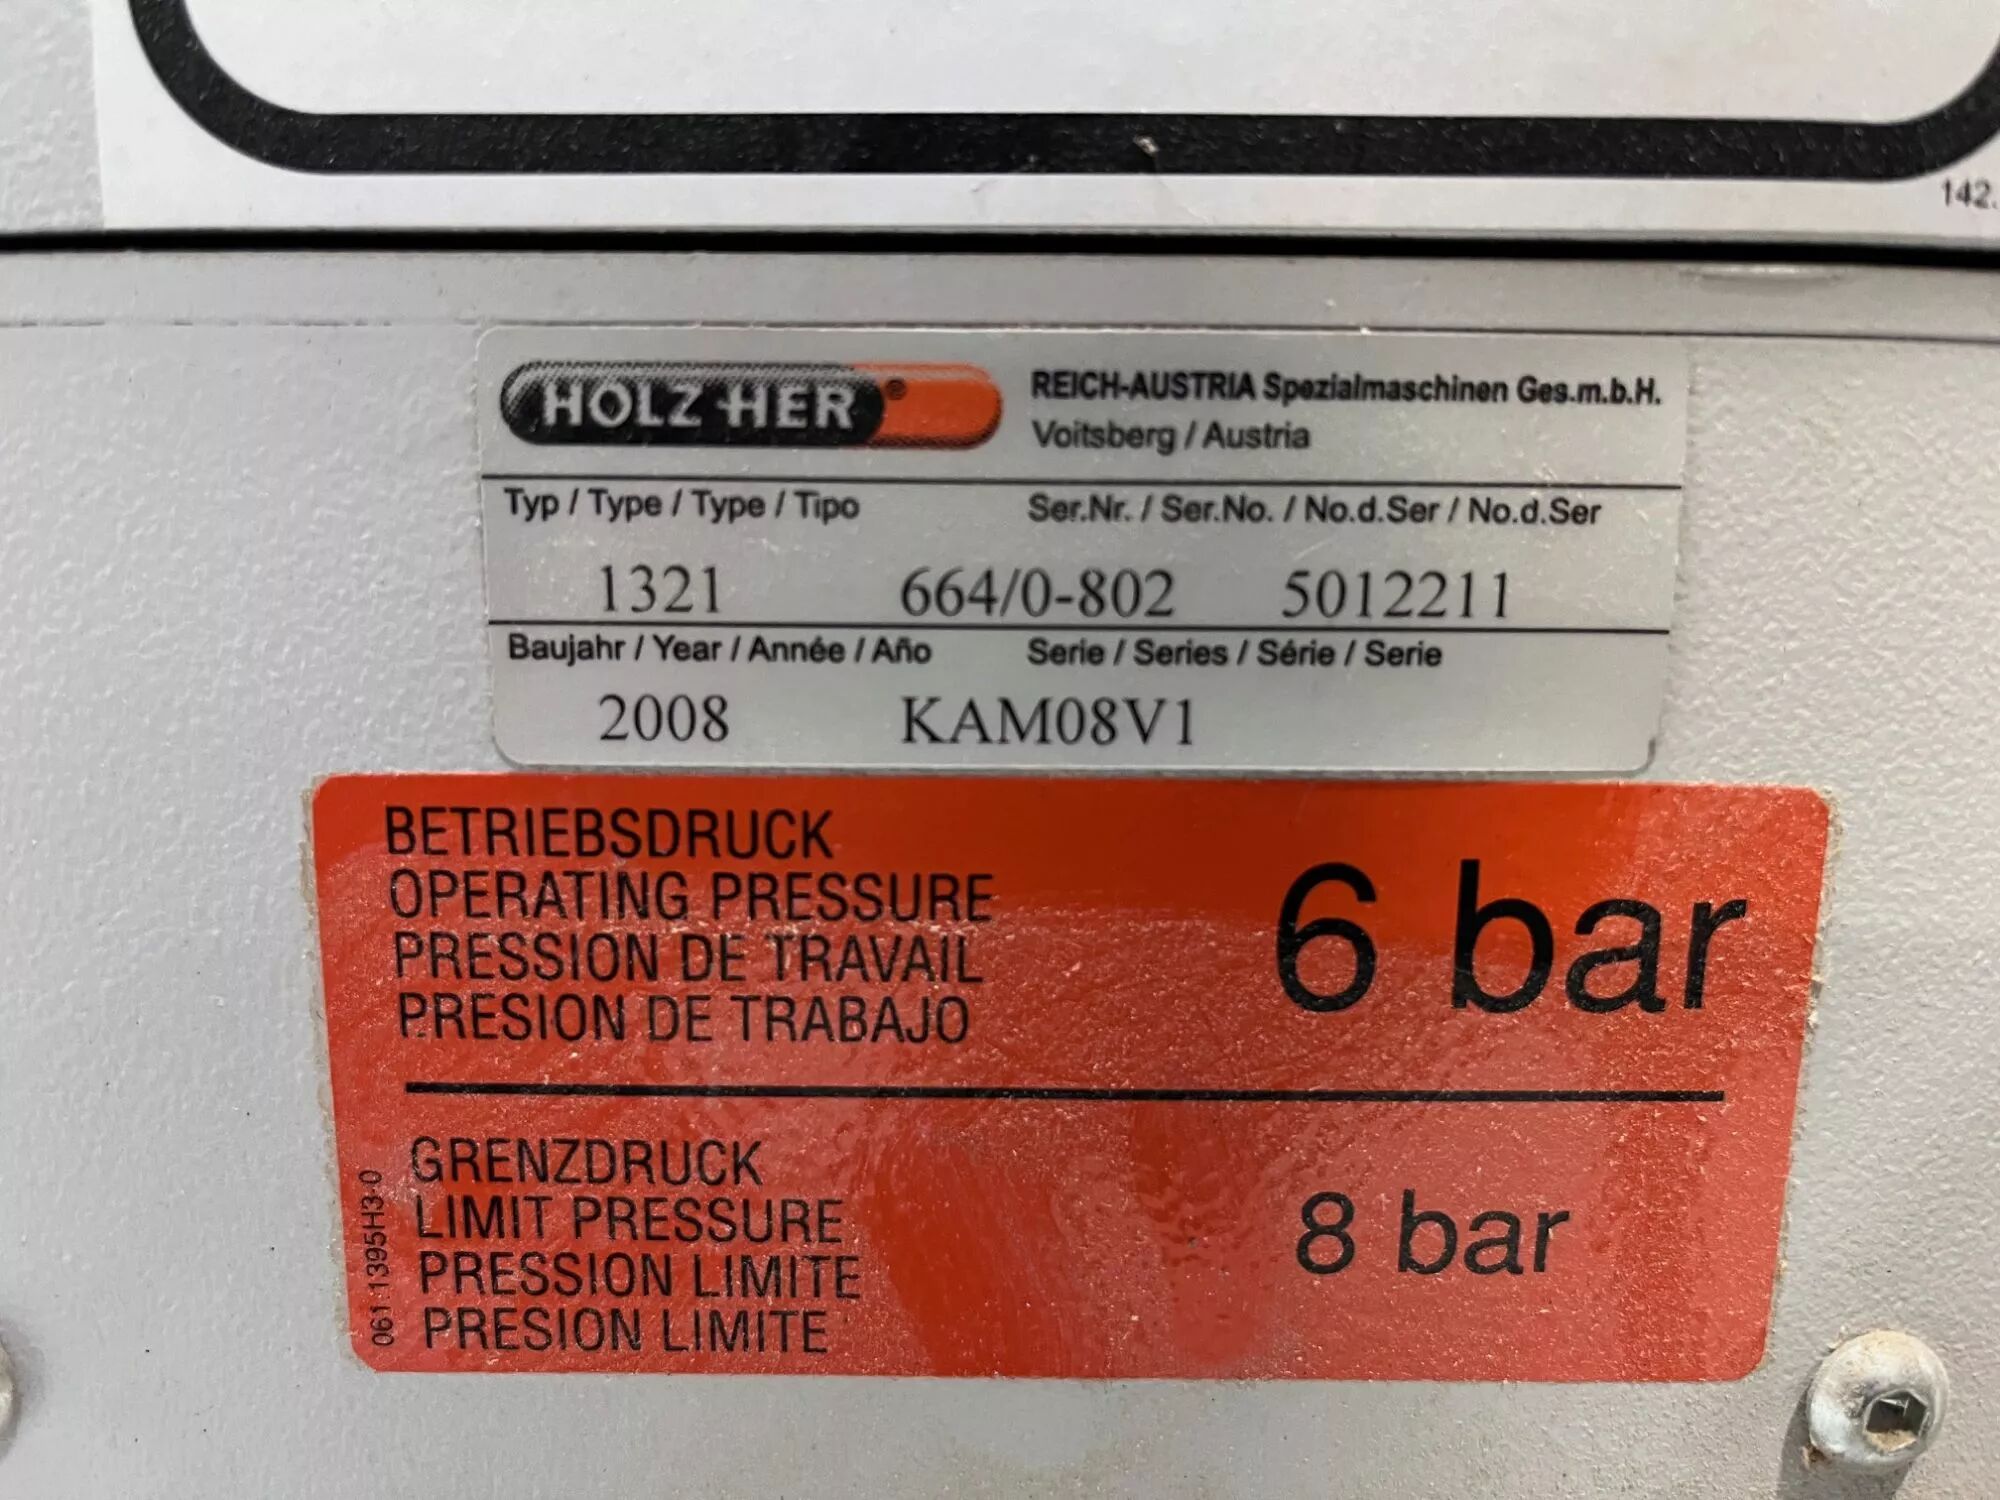 142.
HOLZ-HER®
REICH-AUSTRIA Spezialmaschinen Ges.m.b.H.
Voitsberg / Austria
Typ / Type / Type / Tipo
Ser.Nr. / Ser.No. / No.d.Ser / No.d.Ser
1321 664/0-802 5012211
Baujahr / Year / Année / Año
Serie / Series / Série / Serie
2008 KAM08V1
BETRIEBSDRUCK
OPERATING PRESSURE
PRESSION DE TRAVAIL
PRESION DE TRABAJO
6 bar
GRENZDRUCK
LIMIT PRESSURE
PRESSION LIMITE
PRESION LIMITE
8 bar
061.1395H3-0